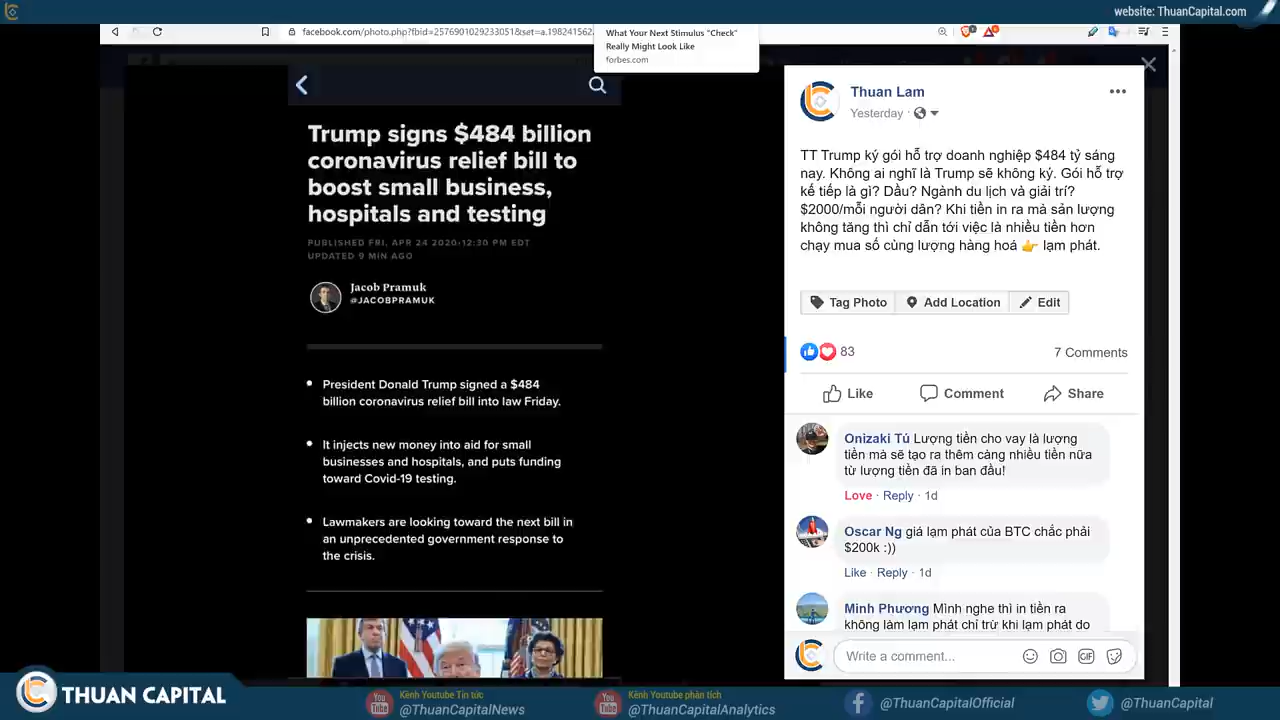 website: ThuanCapital.com
facebook.com/photo.php?fbid=2576901029233051&set=a.198241562
What Your Next Stimulus "Check"
Really Might Look Like
forbes.com
Trump signs $484 billion
coronavirus relief bill to
boost small business,
hospitals and testing
PUBLISHED FRI, APR 24 2020•12:30 PM EDT
UPDATED 9 MIN AGO
Jacob Pramuk
@JACOBPRAMUK
• President Donald Trump signed a $484
billion coronavirus relief bill into law Friday.
• It injects new money into aid for small
businesses and hospitals, and puts funding
toward Covid-19 testing.
• Lawmakers are looking toward the next bill in
an unprecedented government response to
the crisis.
Thuan Lam
Yesterday ·
TT Trump ký gói hỗ trợ doanh nghiệp $484 tỷ sáng
nay. Không ai nghĩ là Trump sẽ không ký. Gói hỗ trợ
kế tiếp là gì? Dầu? Ngành du lịch và giải trí?
$2000/mỗi người dân? Khi tiền in ra mà sản lượng
không tăng thì chỉ dẫn tới việc là nhiều tiền hơn
chạy mua số cùng lượng hàng hoá 👉 lạm phát.
Tag Photo Add Location Edit
83 7 Comments
Like Comment Share
Onizaki Tú Lượng tiền cho vay là lượng
tiền mà sẽ tạo ra thêm càng nhiều tiền nữa
từ lượng tiền đã in ban đầu!
Love · Reply · 1d
Oscar Ng giá lạm phát của BTC chắc phải
$200k :))
Like · Reply · 1d
Minh Phương Mình nghe thì in tiền ra
không làm lạm phát chỉ trừ khi lạm phát do
Write a comment...
GIF
THUAN CAPITAL
Kênh Youtube Tin tức
@ThuanCapitalNews
Kênh Youtube phân tích
@ThuanCapitalAnalytics
@ThuanCapitalOfficial
@ThuanCapital